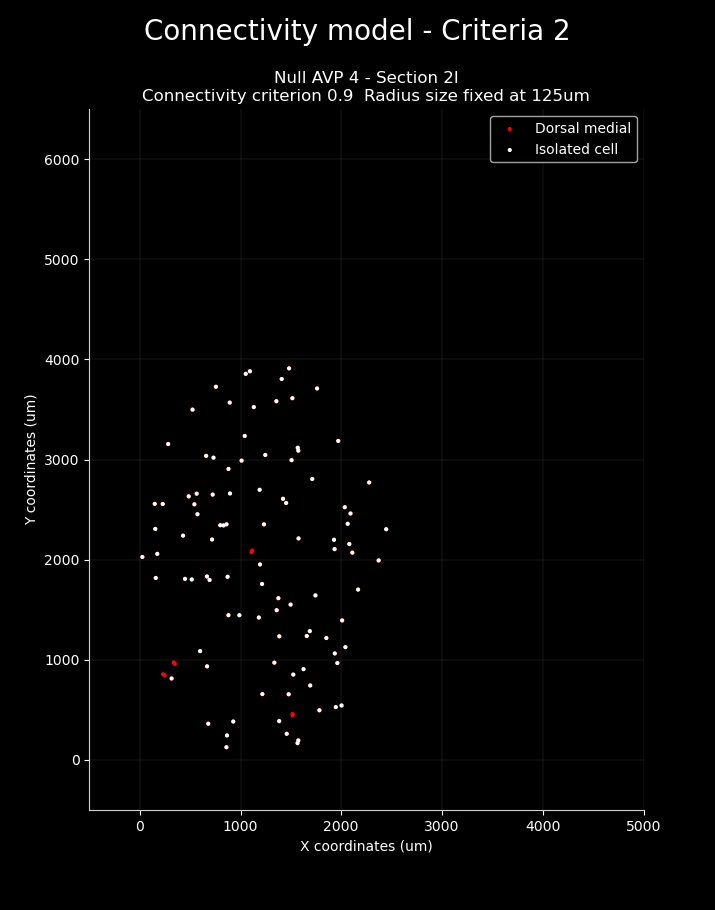 Connectivity model - Criteria 2
Null AVP 4 - Section 2l
Connectivity criterion 0.9  Radius size fixed at 125um
Dorsal medial
Isolated cell
6000
5000
4000
3000
2000
1000
0
Y coordinates (um)
0 1000 2000 3000 4000 5000
X coordinates (um)